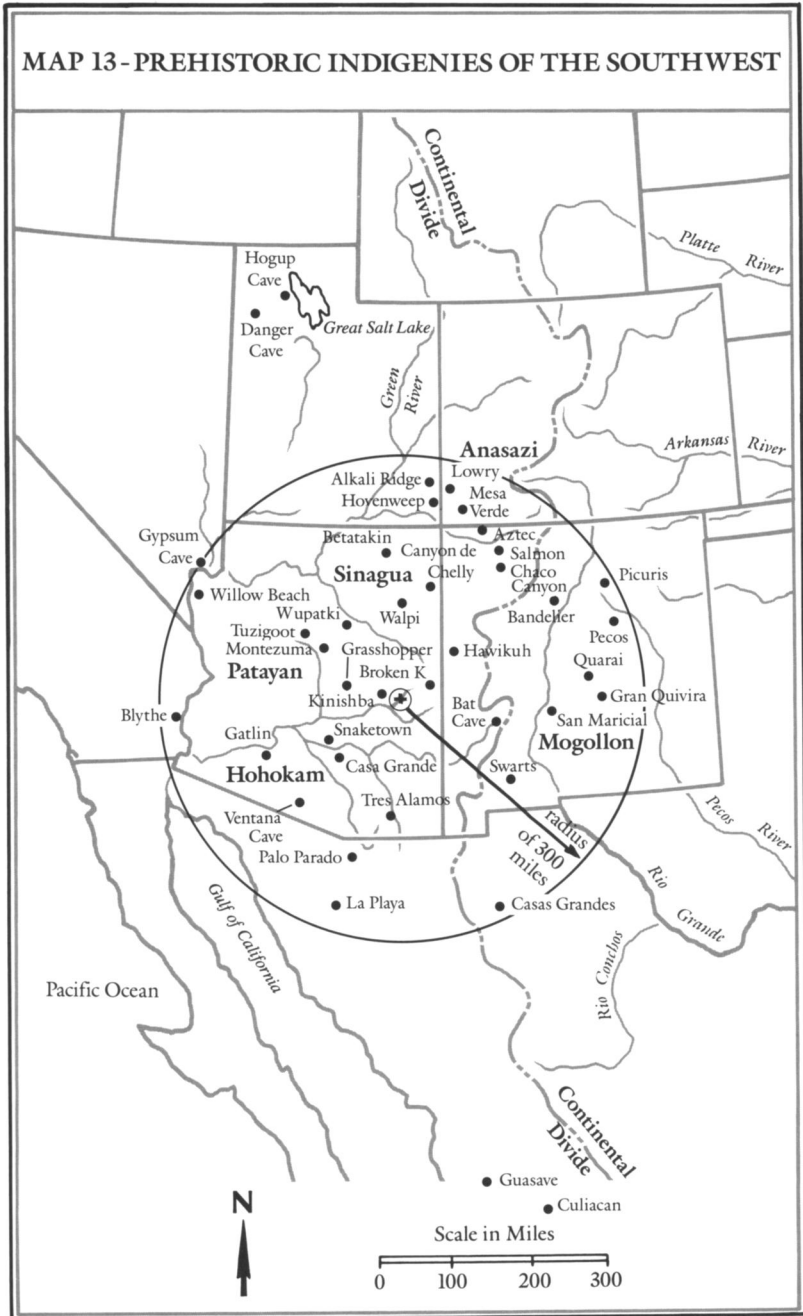 MAP 13 - PREHISTORIC INDIGENIES OF THE SOUTHWEST
Continental
Divide
Platte River
Hogup
Cave
Danger
Cave
Great Salt Lake
Green
River
Arkansas River
Anasazi
Alkali Ridge
Lowry
Hovenweep
Mesa
Verde
Gypsum
Cave
Betatakin
Aztec
Canyon de
Chelly
Salmon
Sinagua
Chaco
Canyon
Picuris
Willow Beach
Wupatki
Walpi
Bandelier
Tuzigoot
Pecos
Montezuma
Grasshopper
Hawikuh
Quarai
Patayan
Broken K
Kinishba
Gran Quivira
Blythe
Bat
Cave
San Maricial
Gatlin
Snaketown
Mogollon
Hohokam
Casa Grande
Swarts
Ventana
Cave
Tres Alamos
radius
of 300
miles
Pecos River
Palo Parado
Rio Grande
La Playa
Casas Grandes
Gulf of California
Rio Conchos
Pacific Ocean
Continental
Divide
Guasave
Culiacan
N
Scale in Miles
0 100 200 300